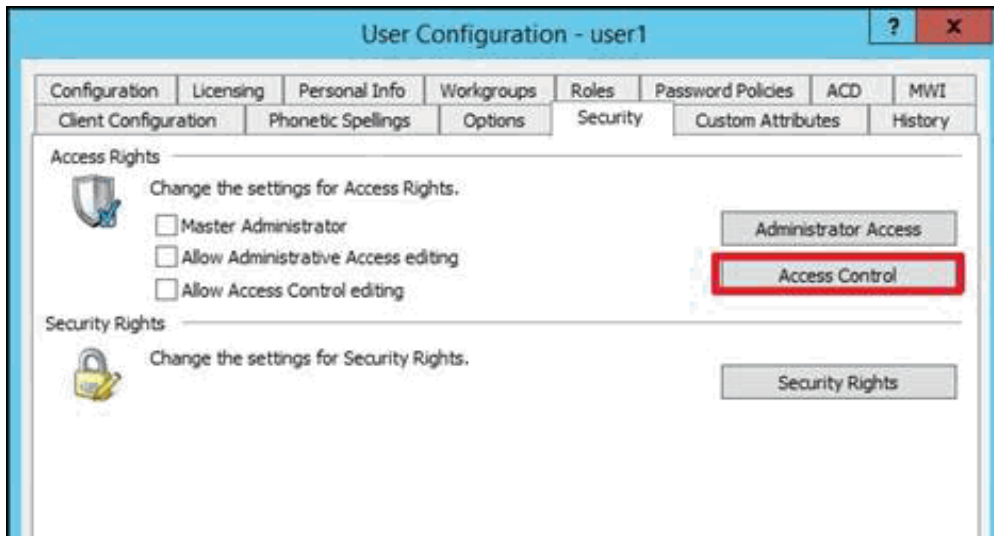 User Configuration - user1
? x
Configuration Licensing Personal Info Workgroups Roles Password Policies ACD MWI
Client Configuration Phonetic Spellings Options Security Custom Attributes History
Access Rights
Change the settings for Access Rights.
Master Administrator
Administrator Access
Allow Administrative Access editing
Access Control
Allow Access Control editing
Security Rights
Change the settings for Security Rights.
Security Rights